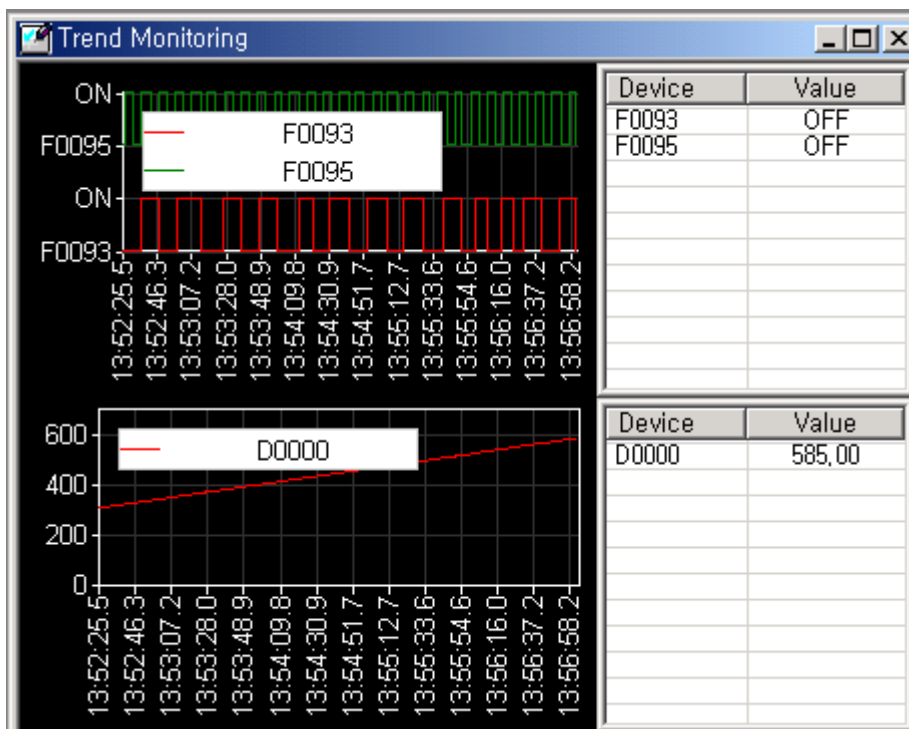 Trend Monitoring
ON
F0095
ON
F0093
F0093
F0095
13:52:25.5
13:52:46.3
13:53:07.2
13:53:28.0
13:53:48.9
13:54:09.8
13:54:30.9
13:54:51.7
13:55:12.7
13:55:33.6
13:55:54.6
13:56:16.0
13:56:37.2
13:56:58.2
Device Value
F0093 OFF
F0095 OFF
600
400
200
0
D0000
13:52:25.5
13:52:46.3
13:53:07.2
13:53:28.0
13:53:48.9
13:54:09.8
13:54:30.9
13:54:51.7
13:55:12.7
13:55:33.6
13:55:54.6
13:56:16.0
13:56:37.2
13:56:58.2
Device Value
D0000 585,00